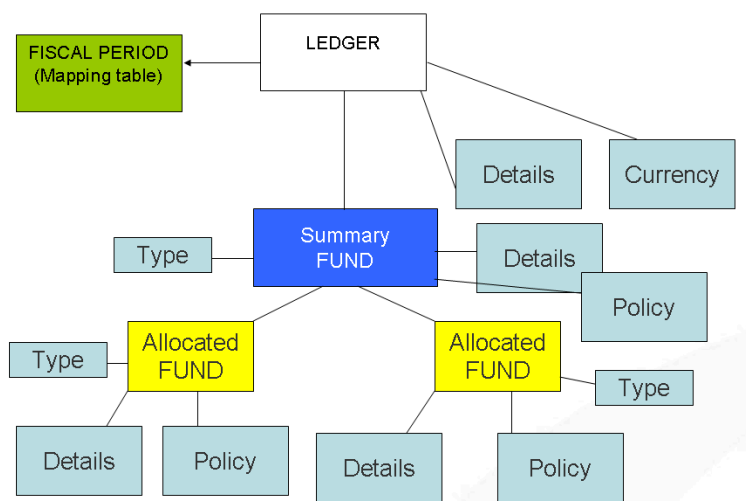 LEDGER
FISCAL PERIOD
(Mapping table)
Details
Currency
Summary
FUND
Type
Details
Policy
Allocated
FUND
Allocated
FUND
Type
Type
Details
Policy
Details
Policy